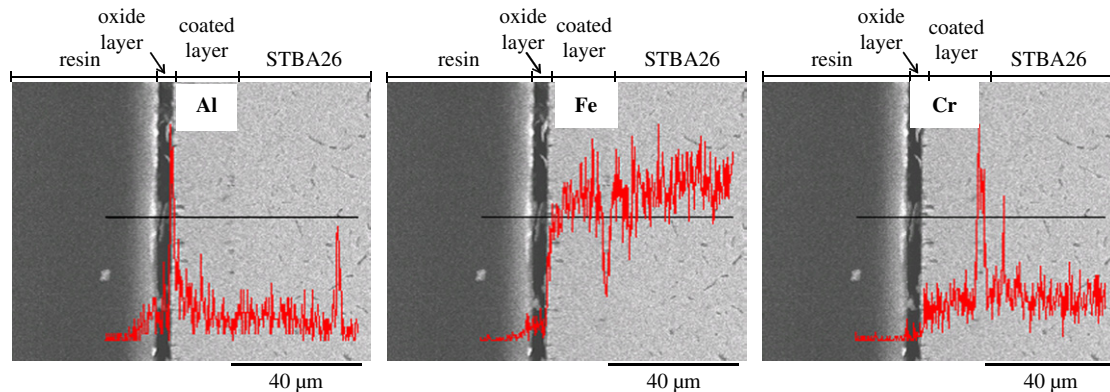 oxide
layer
coated
layer
resin
STBA26
Al
40 μm
oxide
layer
coated
layer
resin
STBA26
Fe
40 μm
oxide
layer
coated
layer
resin
STBA26
Cr
40 μm